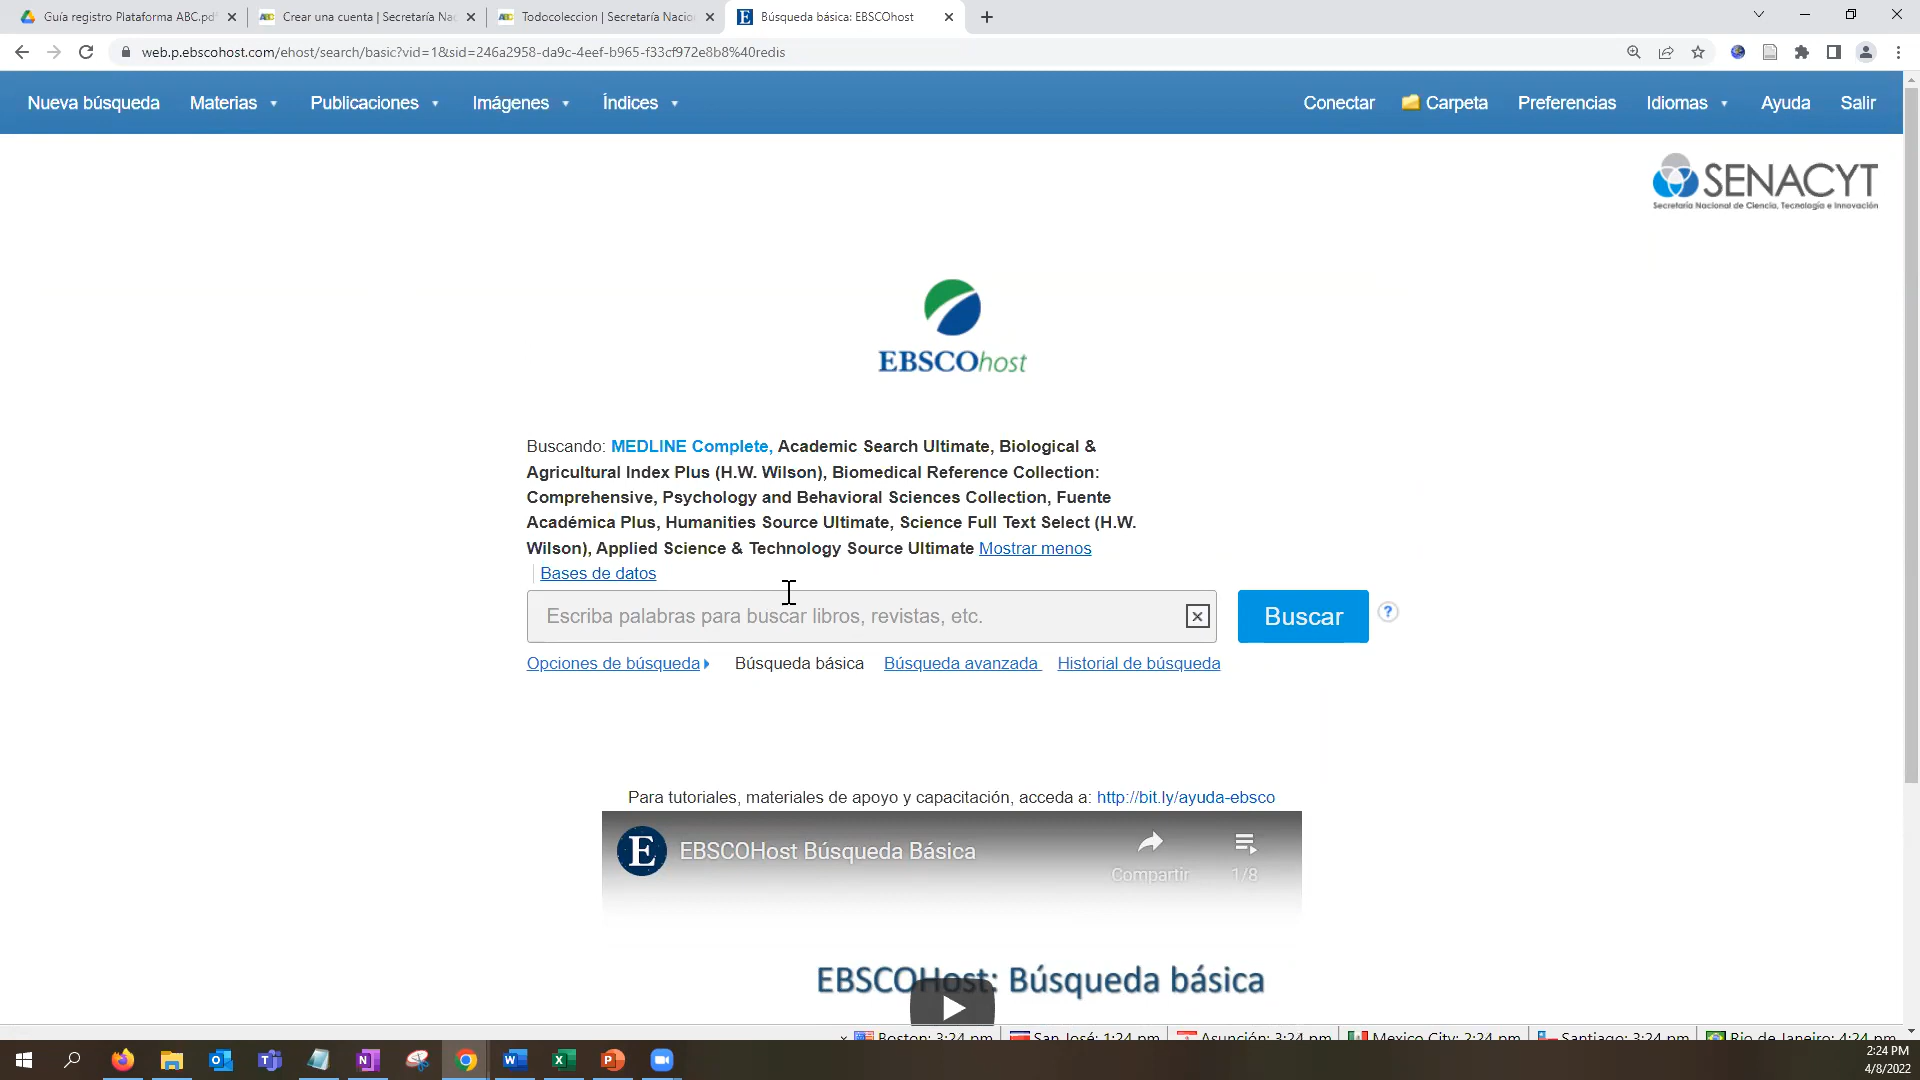 Guía registro Plataforma ABC.pdf
Crear una cuenta | Secretaría Nac
Todocoleccion | Secretaría Nacio
Búsqueda básica: EBSCOhost
web.p.ebscohost.com/ehost/search/basic?vid=1&sid=246a2958-da9c-4eef-b965-f33cf972e8b8%40redis
Nueva búsqueda Materias Publicaciones Imágenes Índices Conectar Carpeta Preferencias Idiomas Ayuda Salir
SENACYT
Secretaría Nacional de Ciencia, Tecnología e Innovación
EBSCOhost
Buscando: MEDLINE Complete, Academic Search Ultimate, Biological &
Agricultural Index Plus (H.W. Wilson), Biomedical Reference Collection:
Comprehensive, Psychology and Behavioral Sciences Collection, Fuente
Académica Plus, Humanities Source Ultimate, Science Full Text Select (H.W.
Wilson), Applied Science & Technology Source Ultimate Mostrar menos
Bases de datos
Escriba palabras para buscar libros, revistas, etc.
Buscar ?
Opciones de búsqueda Búsqueda básica Búsqueda avanzada Historial de búsqueda
Para tutoriales, materiales de apoyo y capacitación, acceda a: http://bit.ly/ayuda-ebsco
E EBSCOHost Búsqueda Básica
Compartir 1/8
EBSCOHost: Búsqueda básica
Boston: 3:24 pm San José: 1:24 pm Asunción: 3:24 pm Mexico City: 2:24 pm Santiago: 3:24 pm Rio de Janeiro: 4:24 pm
2:24 PM
4/8/2022